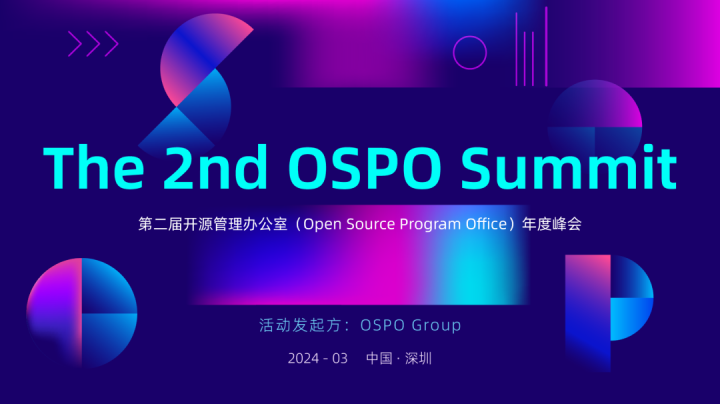 The 2nd OSPO Summit
第二届开源管理办公室（Open Source Program Office）年度峰会
活动发起方：OSPO Group
2024 - 03 中国 · 深圳